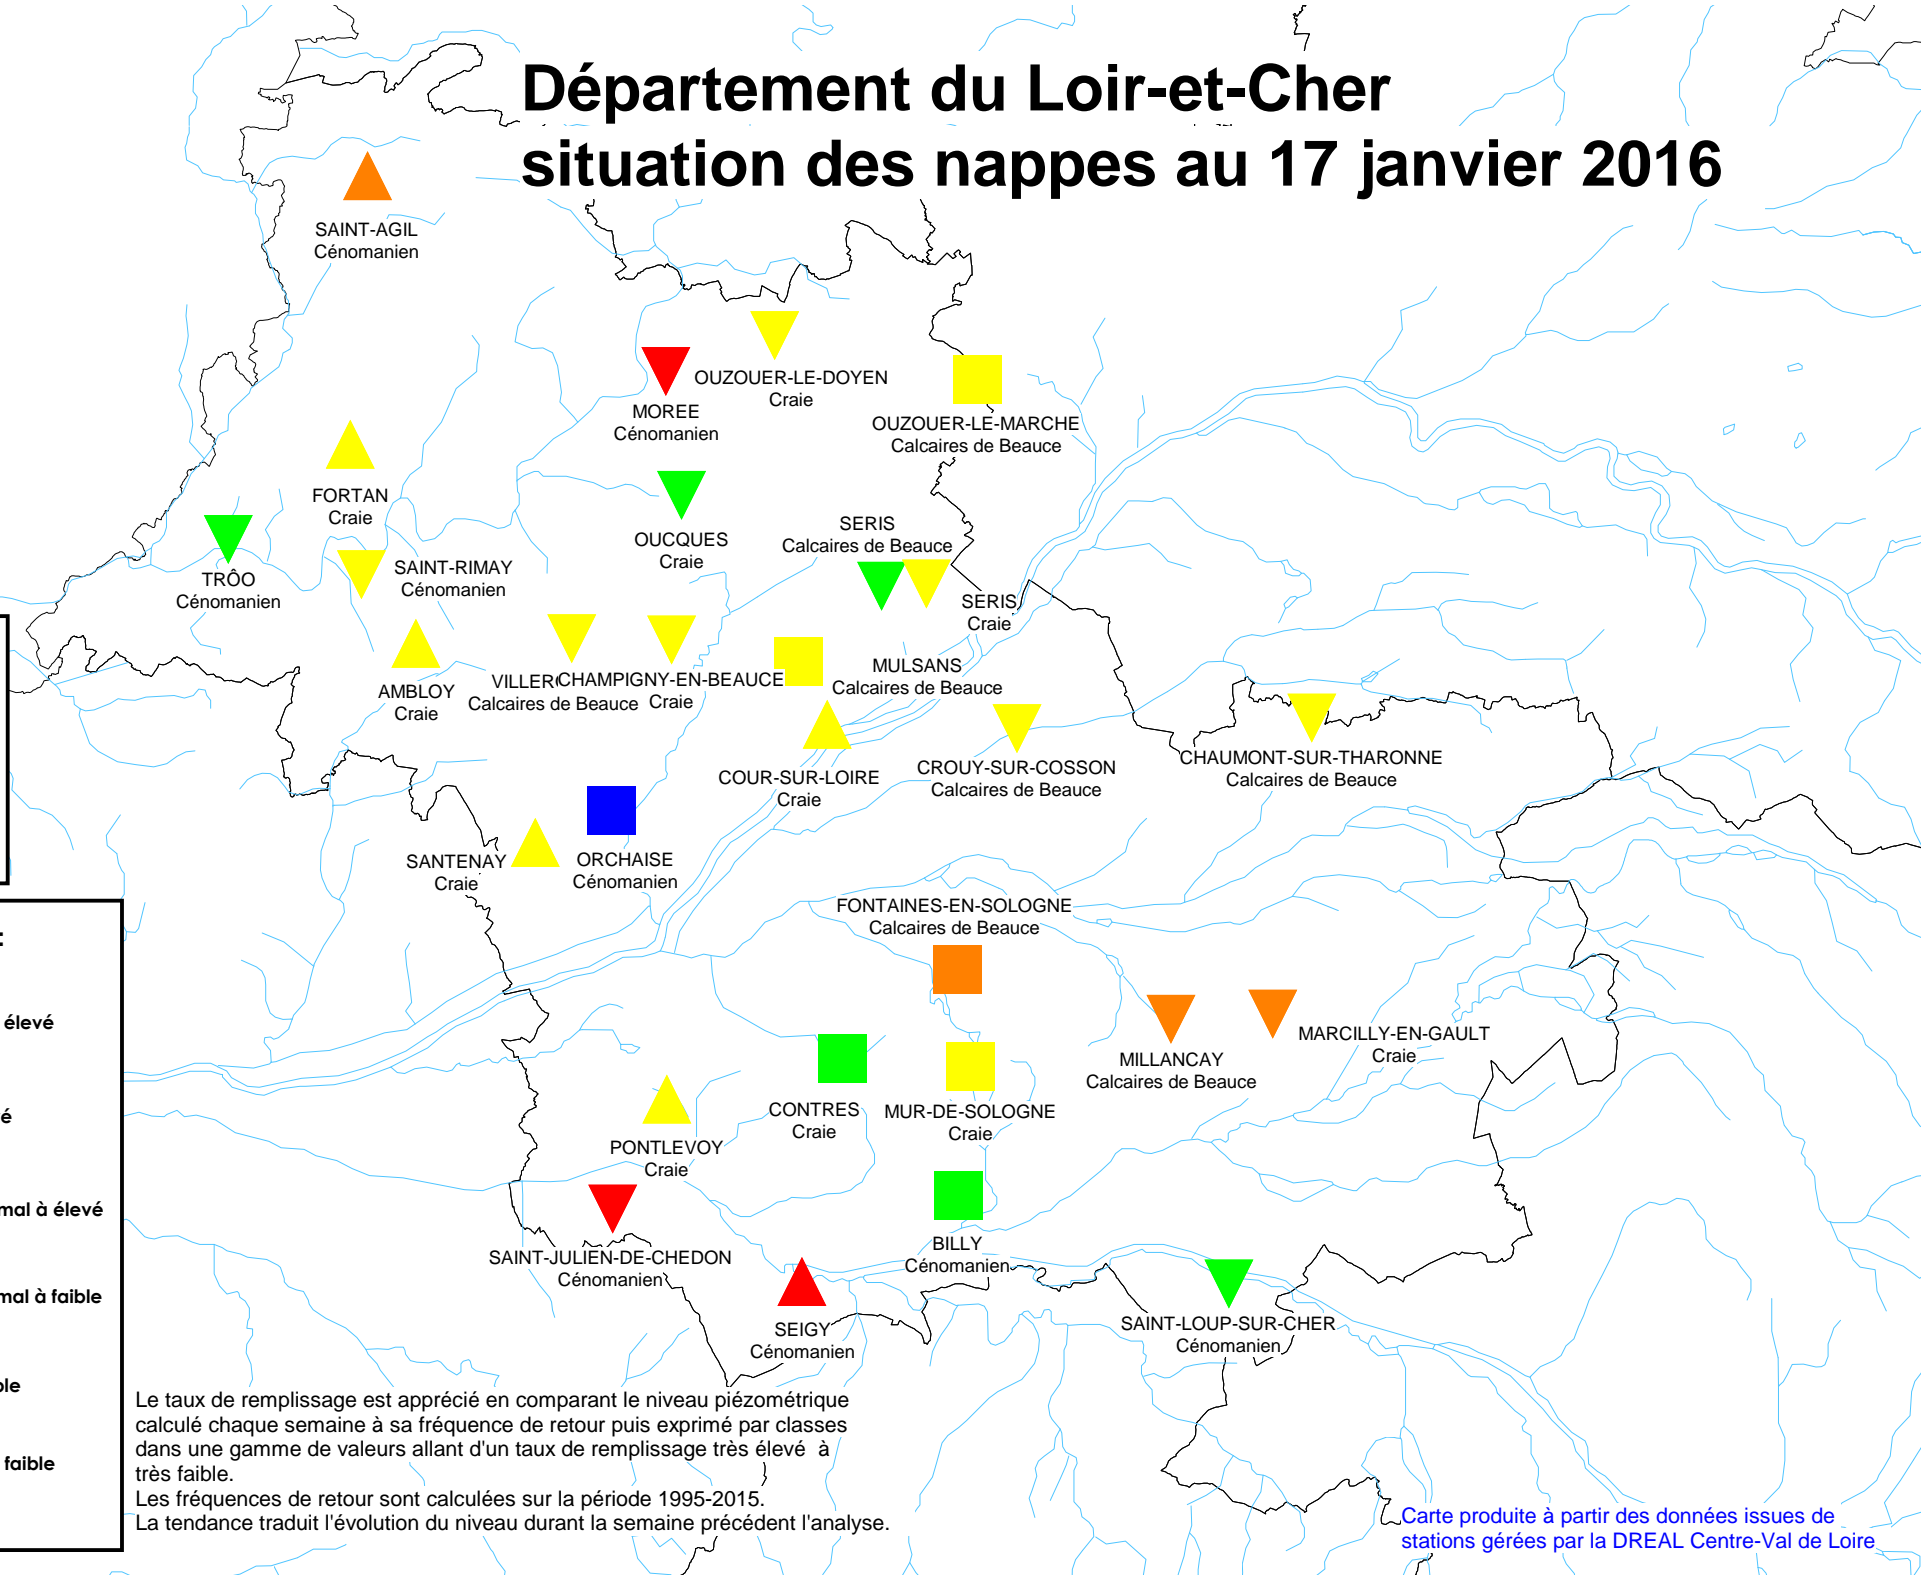 Département du Loir-et-Cher
situation des nappes au 17 janvier 2016
SAINT-AGIL
Cénomanien
OUZOUER-LE-DOYEN
Craie
MOREE
Cénomanien
OUZOUER-LE-MARCHE
Calcaires de Beauce
FORTAN
Craie
OUCQUES
Craie
SERIS
Calcaires de Beauce
TRÔO
Cénomanien
SAINT-RIMAY
Cénomanien
SERIS
Craie
AMBLOY
Craie
Calcaires de Beauce
CHAMPIGNY-EN-BEAUCE
Craie
MULSANS
Calcaires de Beauce
COUR-SUR-LOIRE
Craie
CROUY-SUR-COSSON
Calcaires de Beauce
CHAUMONT-SUR-THARONNE
Calcaires de Beauce
SANTENAY
Craie
ORCHAISE
Cénomanien
FONTAINES-EN-SOLOGNE
Calcaires de Beauce
MARCILLY-EN-GAULT
Craie
MILLANCAY
Calcaires de Beauce
CONTRES
Craie
MUR-DE-SOLOGNE
Craie
PONTLEVOY
Craie
SAINT-JULIEN-DE-CHEDON
Cénomanien
BILLY
Cénomanien
SEIGY
Cénomanien
SAINT-LOUP-SUR-CHER
Cénomanien
:
élevé
à élevé
à faible
faible
Le taux de remplissage est apprécié en comparant le niveau piézométrique
calculé chaque semaine à sa fréquence de retour puis exprimé par classes
dans une gamme de valeurs allant d'un taux de remplissage très élevé à
très faible.
Les fréquences de retour sont calculées sur la période 1995-2015.
La tendance traduit l'évolution du niveau durant la semaine précédent l'analyse.
Carte produite à partir des données issues de
stations gérées par la DREAL Centre-Val de Loire